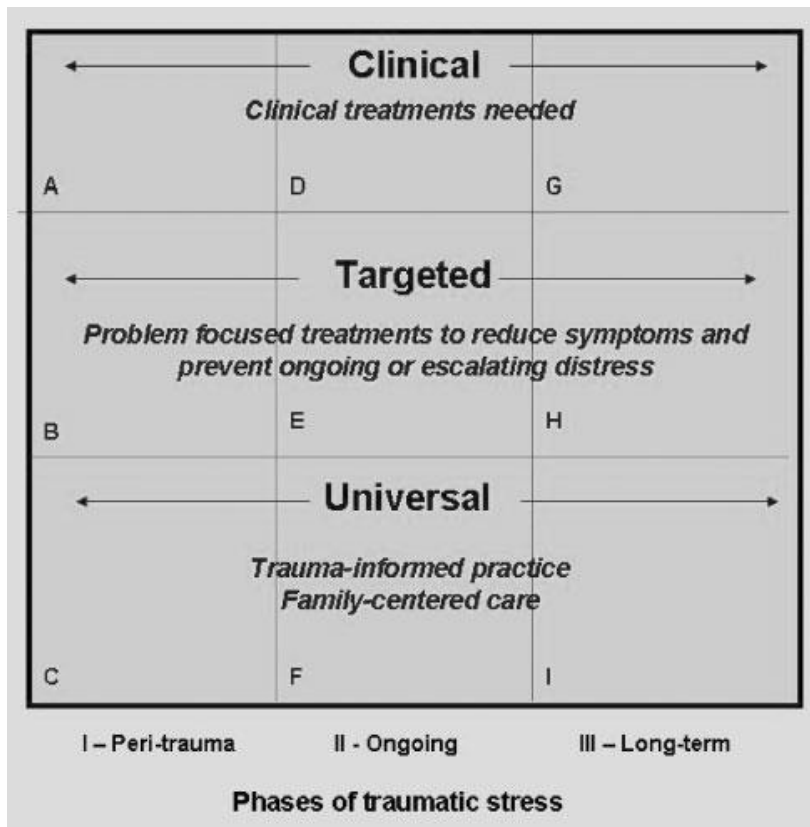 Clinical
Clinical treatments needed
A D G
Targeted
Problem focused treatments to reduce symptoms and
prevent ongoing or escalating distress
B E H
Universal
Trauma-informed practice
Family-centered care
C F I
I – Peri-trauma II - Ongoing III – Long-term
Phases of traumatic stress